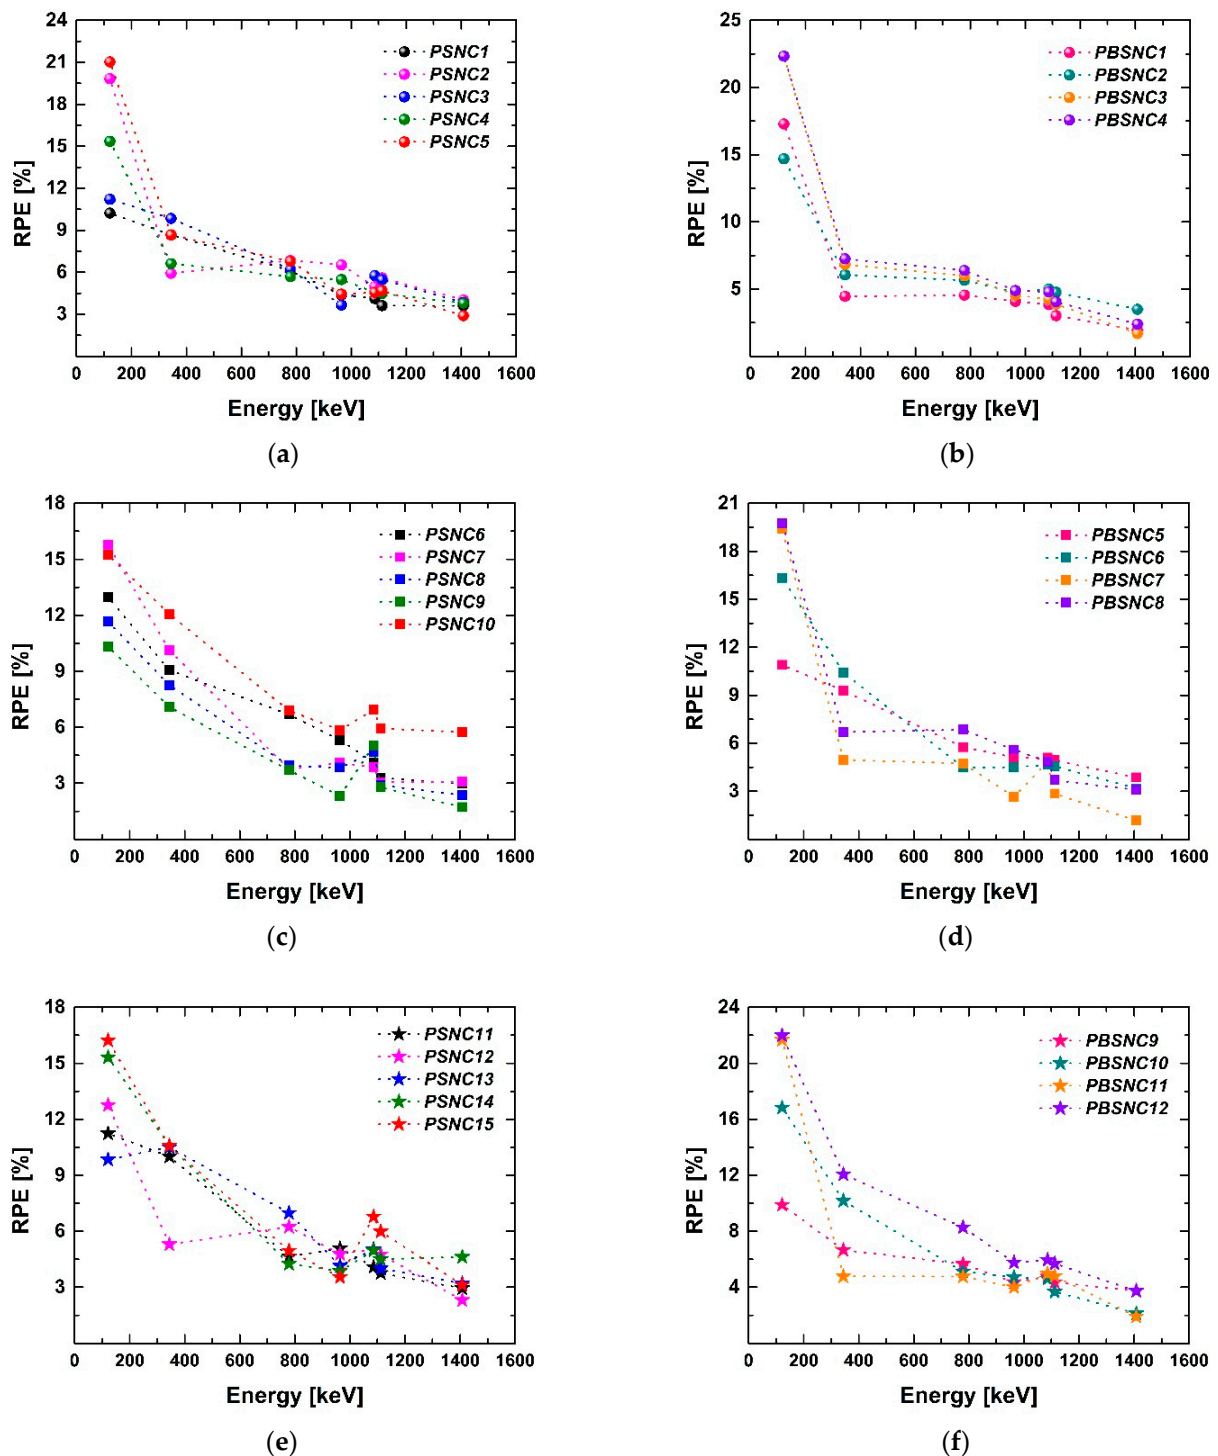 24
21
18
15
12
9
6
3
RPE [%]
PSNC1
PSNC2
PSNC3
PSNC4
PSNC5
0 200 400 600 800 1000 1200 1400 1600
Energy [keV]
(a)
25
20
15
10
5
RPE [%]
PBSNC1
PBSNC2
PBSNC3
PBSNC4
0 200 400 600 800 1000 1200 1400 1600
Energy [keV]
(b)
18
15
12
9
6
3
RPE [%]
PSNC6
PSNC7
PSNC8
PSNC9
PSNC10
0 200 400 600 800 1000 1200 1400 1600
Energy [keV]
(c)
21
18
15
12
9
6
3
RPE [%]
PBSNC5
PBSNC6
PBSNC7
PBSNC8
0 200 400 600 800 1000 1200 1400 1600
Energy [keV]
(d)
18
15
12
9
6
3
RPE [%]
PSNC11
PSNC12
PSNC13
PSNC14
PSNC15
0 200 400 600 800 1000 1200 1400 1600
Energy [keV]
(e)
24
20
16
12
8
4
RPE [%]
PBSNC9
PBSNC10
PBSNC11
PBSNC12
0 200 400 600 800 1000 1200 1400 1600
Energy [keV]
(f)